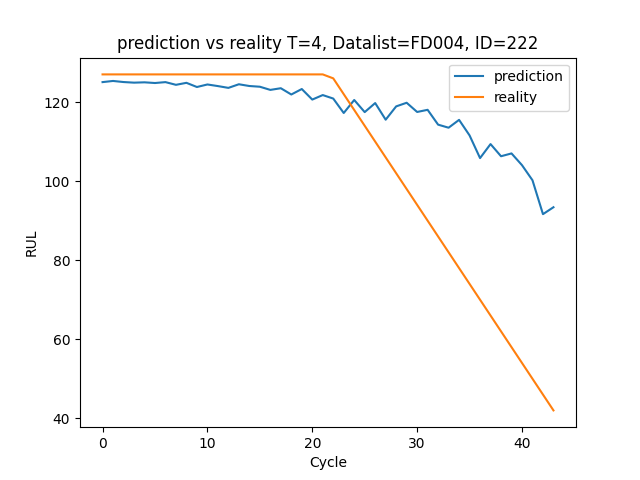 prediction vs reality T=4, Datalist=FD004, ID=222
prediction
reality
120
100
80
60
40
RUL
0 10 20 30 40
Cycle